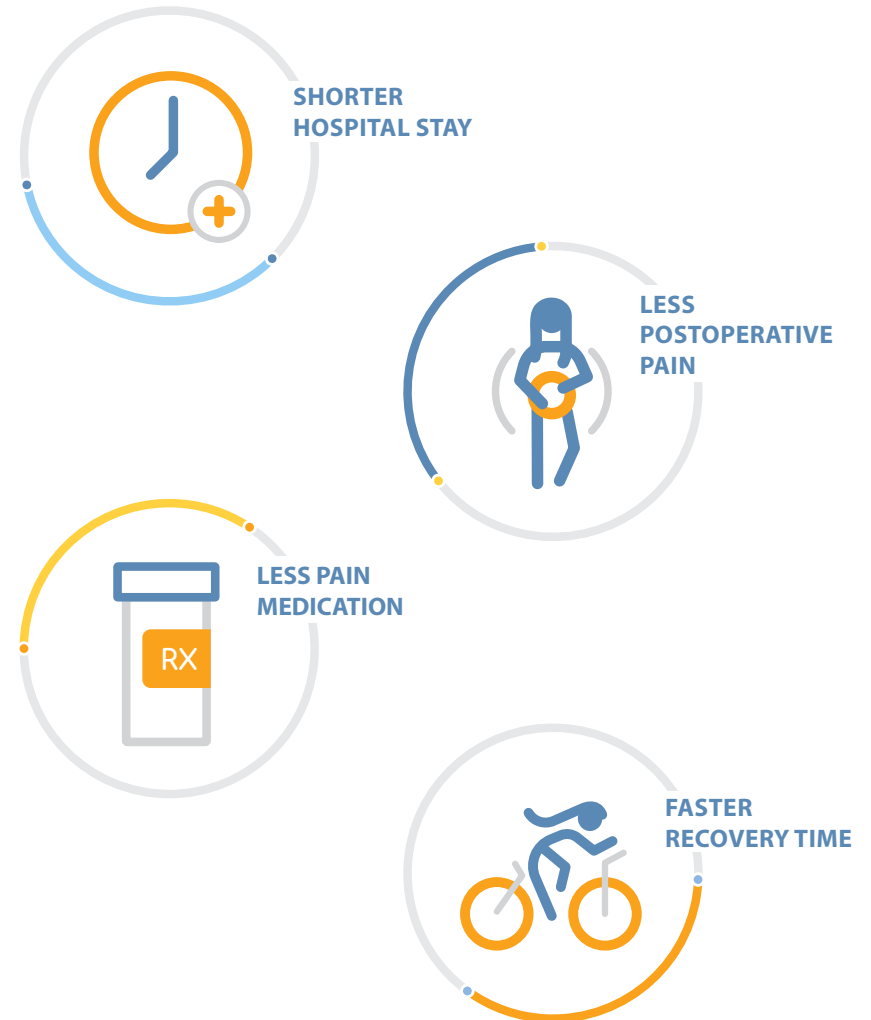 SHORTER
HOSPITAL STAY
LESS
POSTOPERATIVE
PAIN
LESS PAIN
MEDICATION
RX
FASTER
RECOVERY TIME